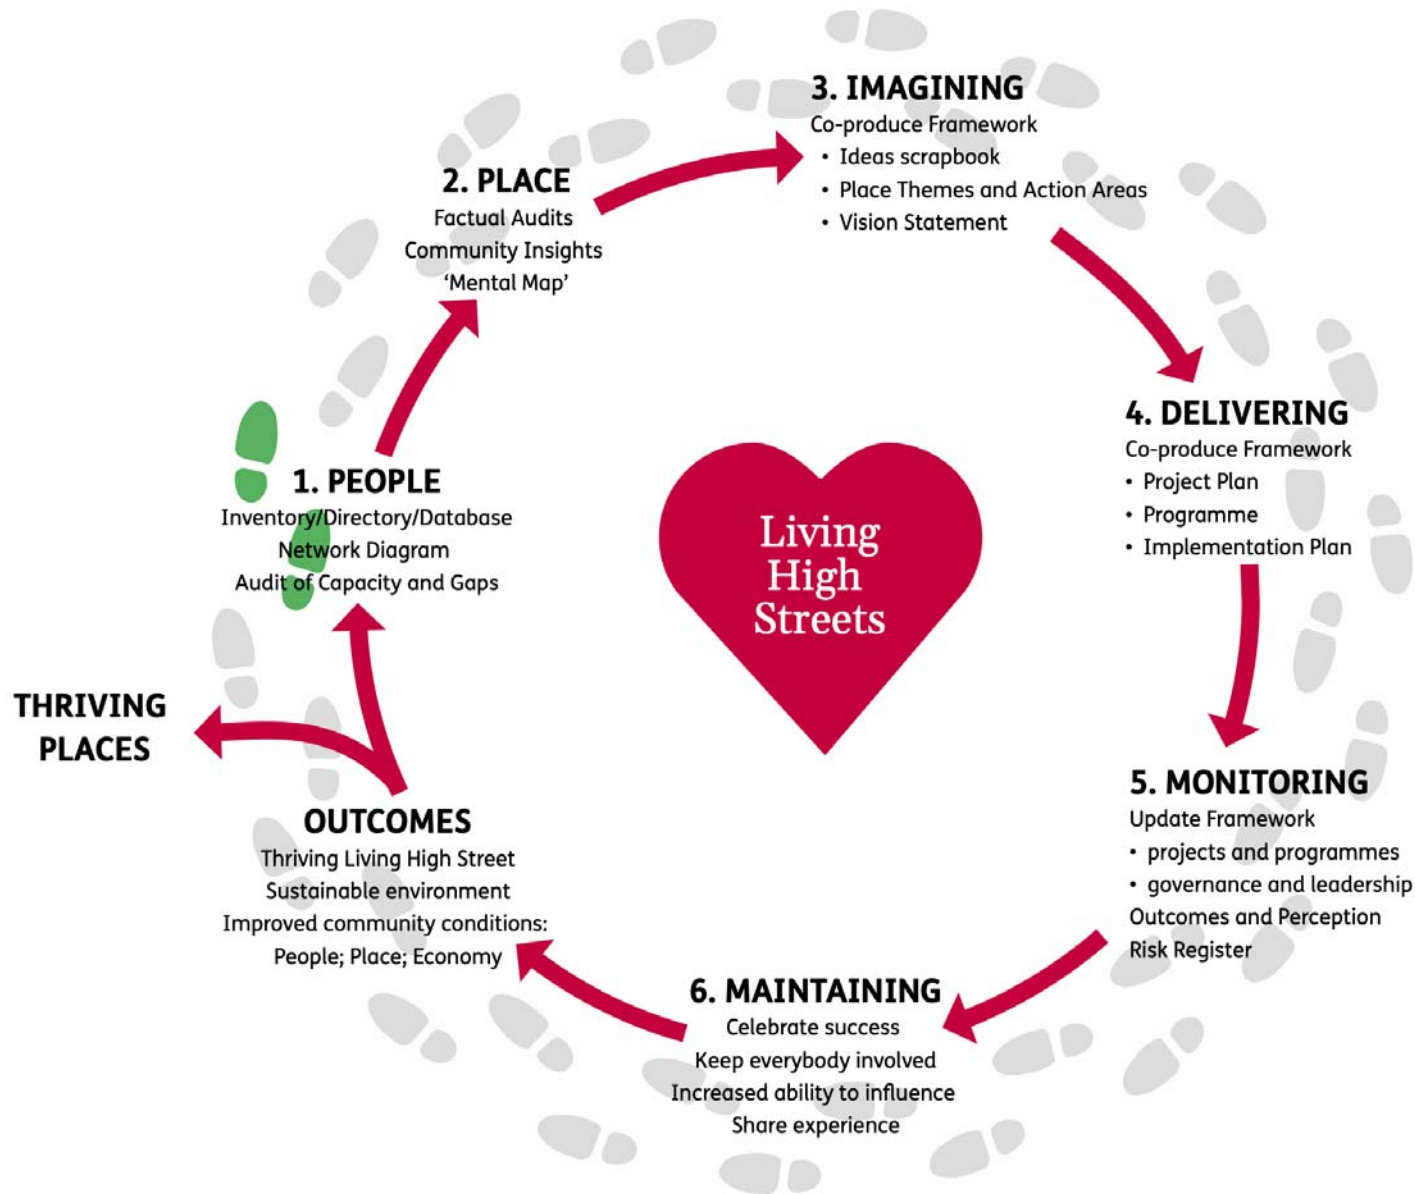 3. IMAGINING
Co-produce Framework
• Ideas scrapbook
• Place Themes and Action Areas
• Vision Statement
2. PLACE
Factual Audits
Community Insights
‘Mental Map’
4. DELIVERING
Co-produce Framework
• Project Plan
• Programme
• Implementation Plan
1. PEOPLE
Inventory/Directory/Database
Network Diagram
Audit of Capacity and Gaps
Living
High
Streets
THRIVING
PLACES
5. MONITORING
Update Framework
• projects and programmes
• governance and leadership
Outcomes and Perception
Risk Register
OUTCOMES
Thriving Living High Street
Sustainable environment
Improved community conditions:
People; Place; Economy
6. MAINTAINING
Celebrate success
Keep everybody involved
Increased ability to influence
Share experience